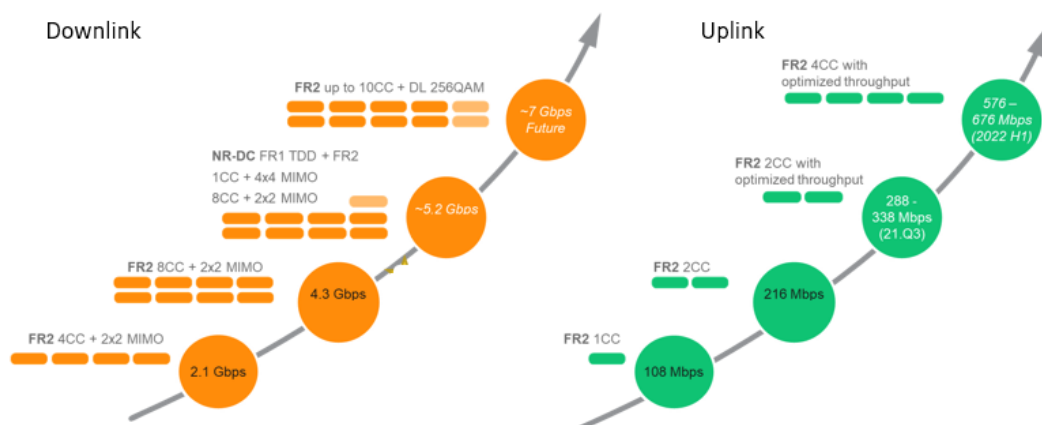 Downlink
FR2 up to 10CC + DL 256QAM
~7 Gbps
Future
NR-DC FR1 TDD + FR2
1CC + 4x4 MIMO
8CC + 2x2 MIMO
~5.2 Gbps
FR2 8CC + 2x2 MIMO
4.3 Gbps
FR2 4CC + 2x2 MIMO
2.1 Gbps
Uplink
FR2 4CC with
optimized throughput
576 –
676 Mbps
(2022 H1)
FR2 2CC with
optimized throughput
288 -
338 Mbps
(21.Q3)
FR2 2CC
216 Mbps
FR2 1CC
108 Mbps